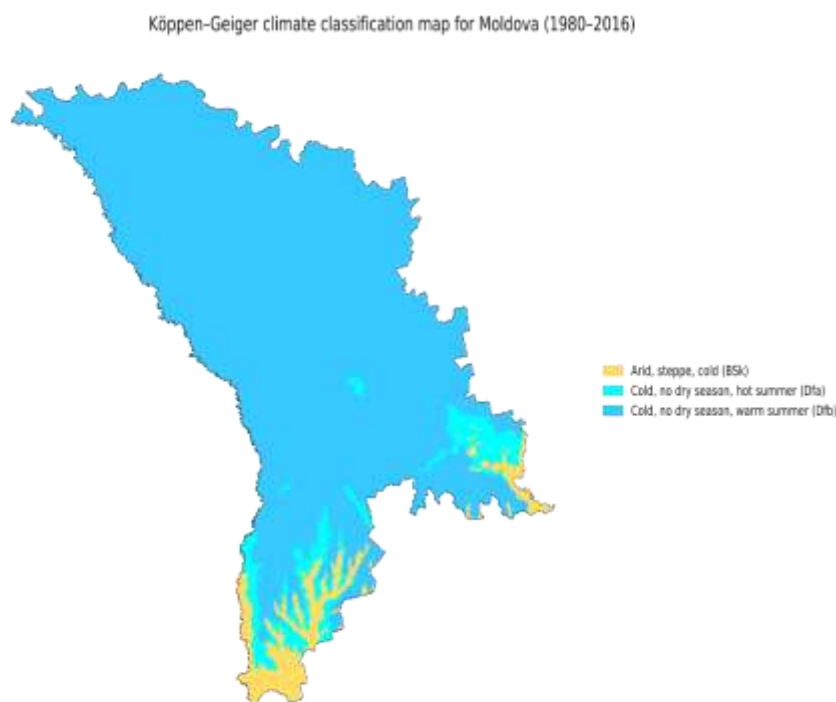 Köppen–Geiger climate classification map for Moldova (1980–2016)
Arid, steppe, cold (BSk)
Cold, no dry season, hot summer (Dfa)
Cold, no dry season, warm summer (Dfb)